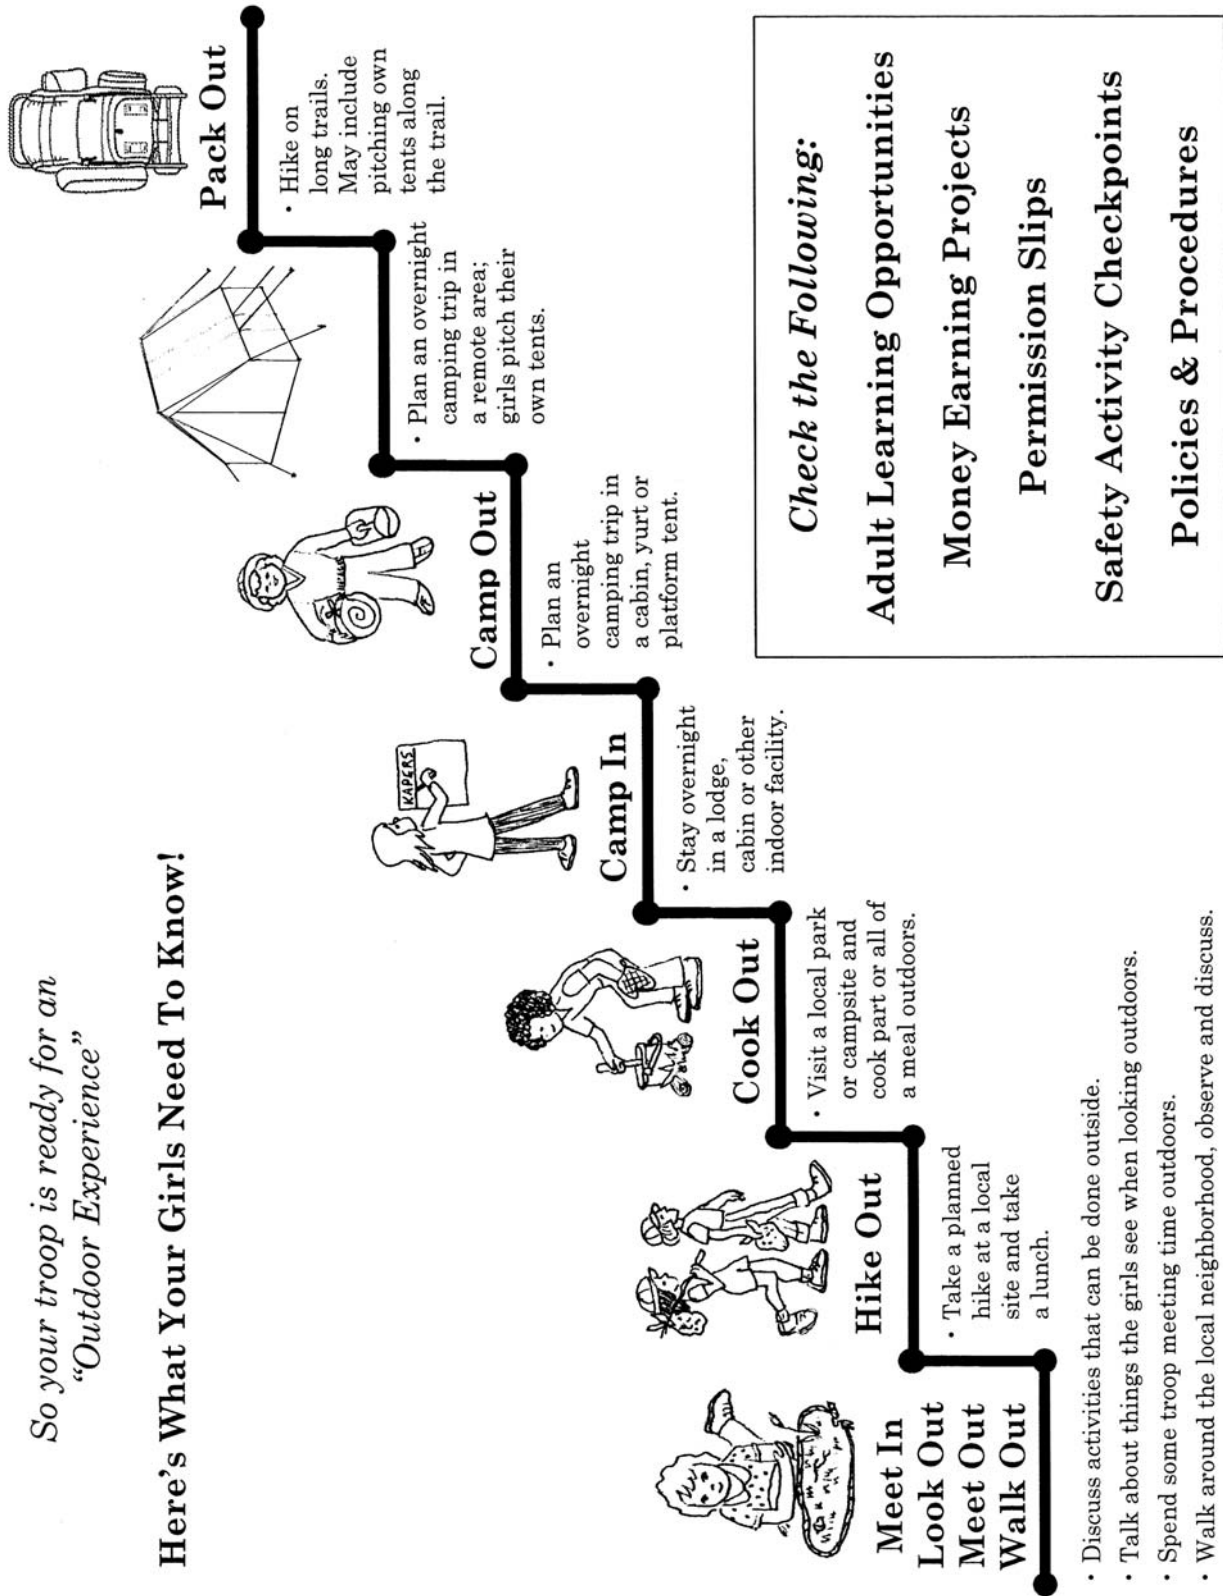 So your troop is ready for an
“Outdoor Experience”
Here’s What Your Girls Need To Know!
Meet In
Look Out
Meet Out
Walk Out
• Discuss activities that can be done outside.
• Talk about things the girls see when looking outdoors.
• Spend some troop meeting time outdoors.
• Walk around the local neighborhood, observe and discuss.
Hike Out
• Take a planned
hike at a local
site and take
a lunch.
Cook Out
• Visit a local park
or campsite and
cook part or all of
a meal outdoors.
KAPERS
Camp In
• Stay overnight
in a lodge,
cabin or other
indoor facility.
Camp Out
• Plan an
overnight
camping trip in
a cabin, yurt or
platform tent.
• Plan an overnight
camping trip in
a remote area;
girls pitch their
own tents.
Pack Out
• Hike on
long trails.
May include
pitching own
tents along
the trail.
Check the Following:
Adult Learning Opportunities
Money Earning Projects
Permission Slips
Safety Activity Checkpoints
Policies & Procedures